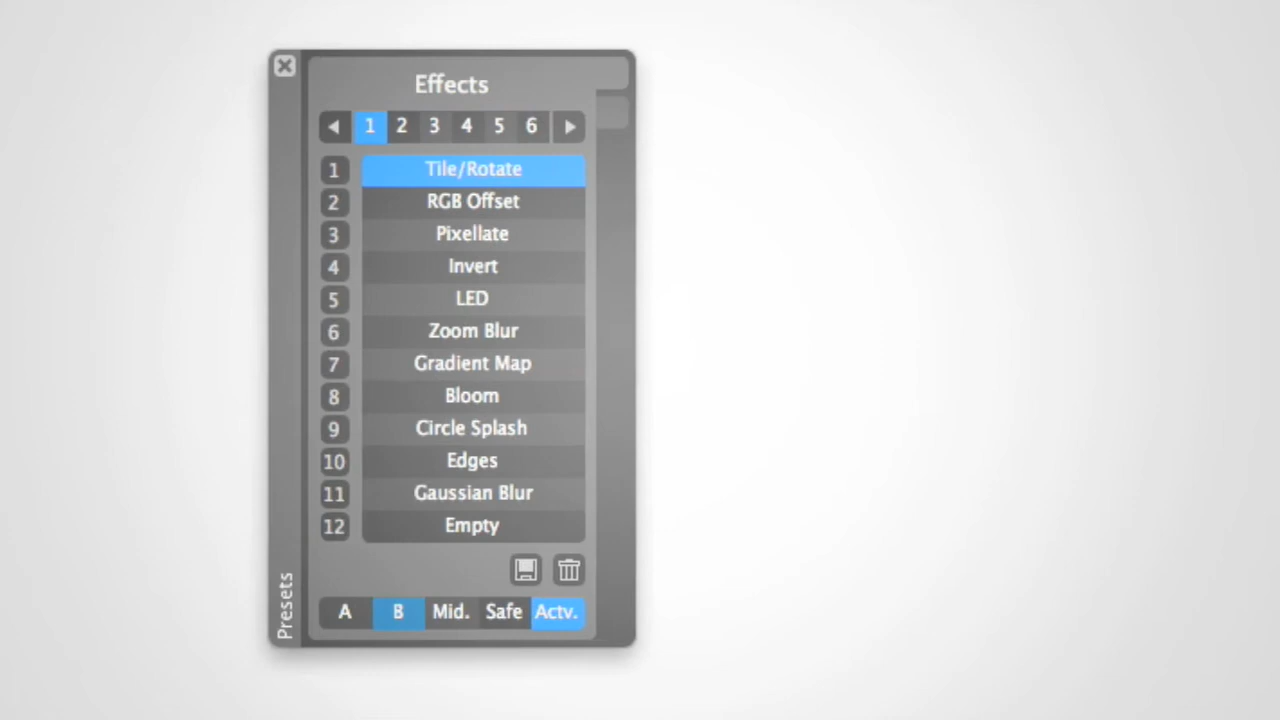 Effects
1 2 3 4 5 6
1 Tile/Rotate
2 RGB Offset
3 Pixellate
4 Invert
5 LED
6 Zoom Blur
7 Gradient Map
8 Bloom
9 Circle Splash
10 Edges
11 Gaussian Blur
12 Empty
A B Mid. Safe Actv.
Presets